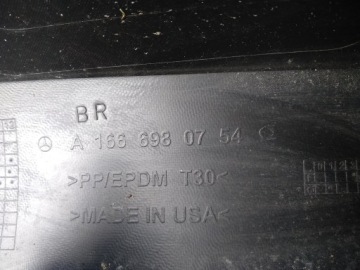 BR
A 166 698 07 54 Q
>PP/EPDM T30<
>MADE IN USA<